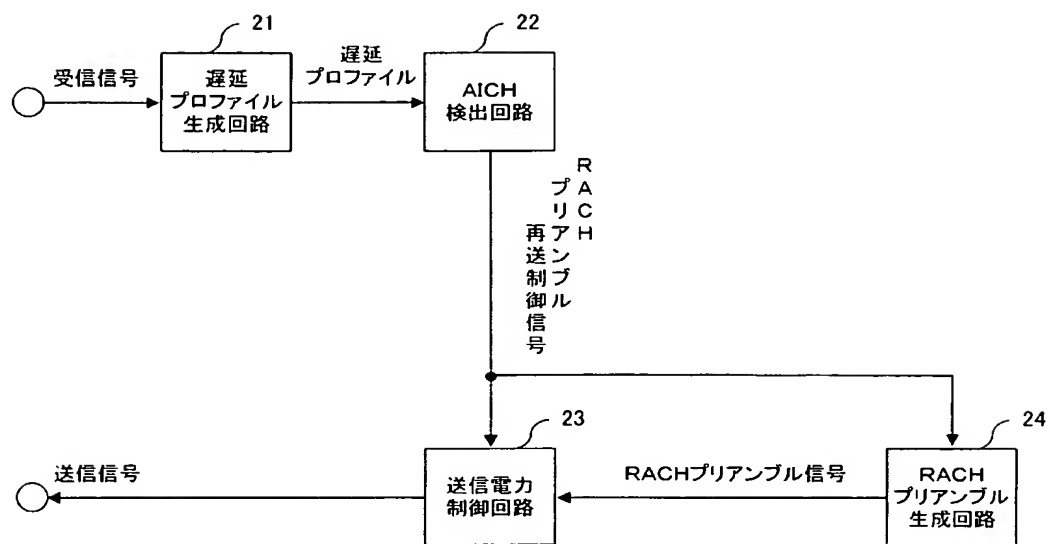 21
22
受信信号
遅延
プロファイル
生成回路
遅延
プロファイル
AICH
検出回路
RACH
プリアンブル
再送制御信号
23
24
送信信号
送信電力
制御回路
RACHプリアンブル信号
RACH
プリアンブル
生成回路